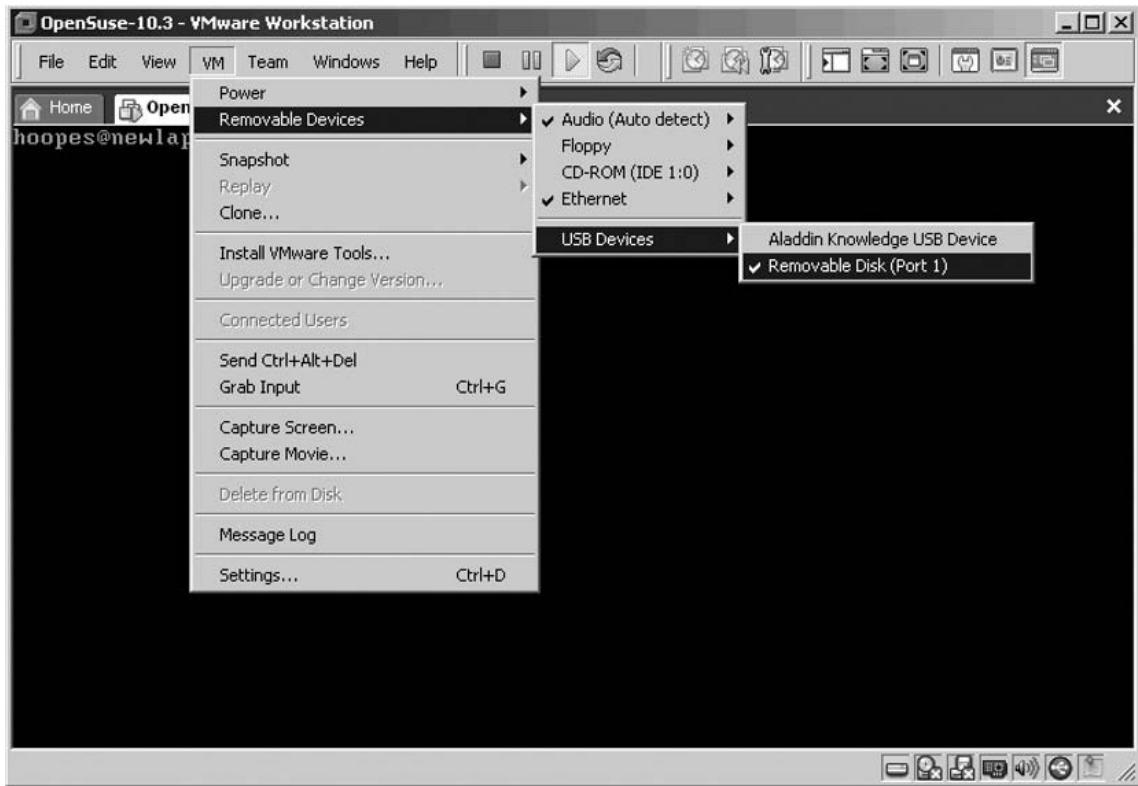 OpenSuse-10.3 - VMware Workstation
File Edit View VM Team Windows Help
Home Open
hoopes@newlap
Power
Removable Devices
Snapshot
Replay
Clone...
Install VMware Tools...
Upgrade or Change Version...
Connected Users
Send Ctrl+Alt+Del
Grab Input Ctrl+G
Capture Screen...
Capture Movie...
Delete from Disk
Message Log
Settings... Ctrl+D
Audio (Auto detect)
Floppy
CD-ROM (IDE 1:0)
Ethernet
USB Devices
Aladdin Knowledge USB Device
Removable Disk (Port 1)